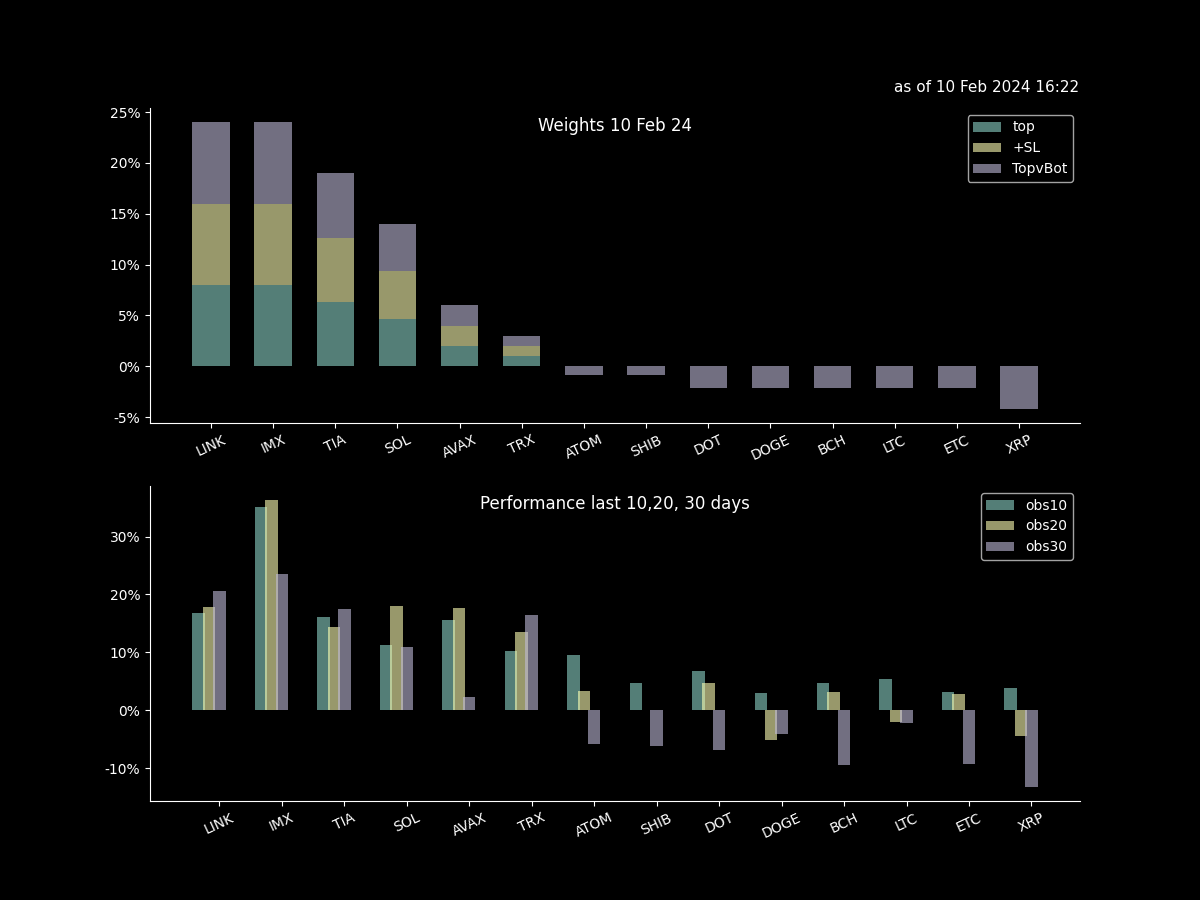 as of 10 Feb 2024 16:22
Weights 10 Feb 24
top
+SL
TopvBot
25%
20%
15%
10%
5%
0%
-5%
LINK IMX TIA SOL AVAX TRX ATOM SHIB DOT DOGE BCH LTC ETC XRP
Performance last 10,20, 30 days
obs10
obs20
obs30
30%
20%
10%
0%
-10%
LINK IMX TIA SOL AVAX TRX ATOM SHIB DOT DOGE BCH LTC ETC XRP